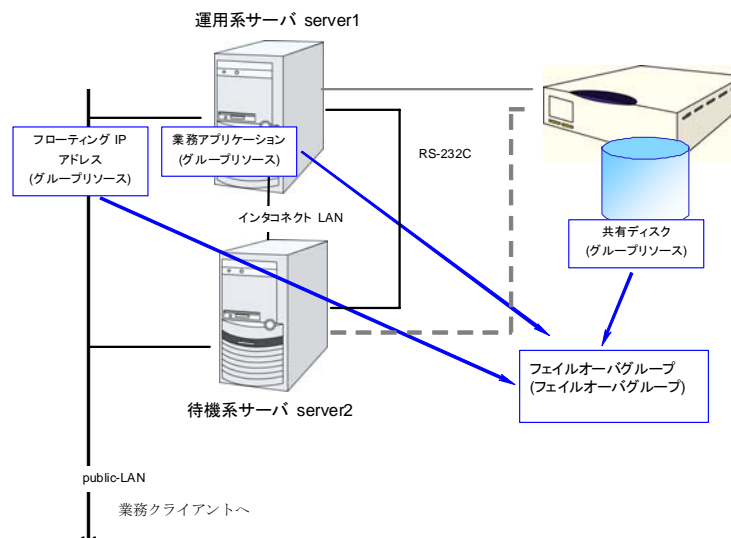 運用系サーバ server1
フローティング IP
アドレス
(グループリソース)
業務アプリケーション
(グループリソース)
RS-232C
インタコネクト LAN
共有ディスク
(グループリソース)
フェイルオーバグループ
(フェイルオーバグループ)
待機系サーバ server2
public-LAN
業務クライアントへ